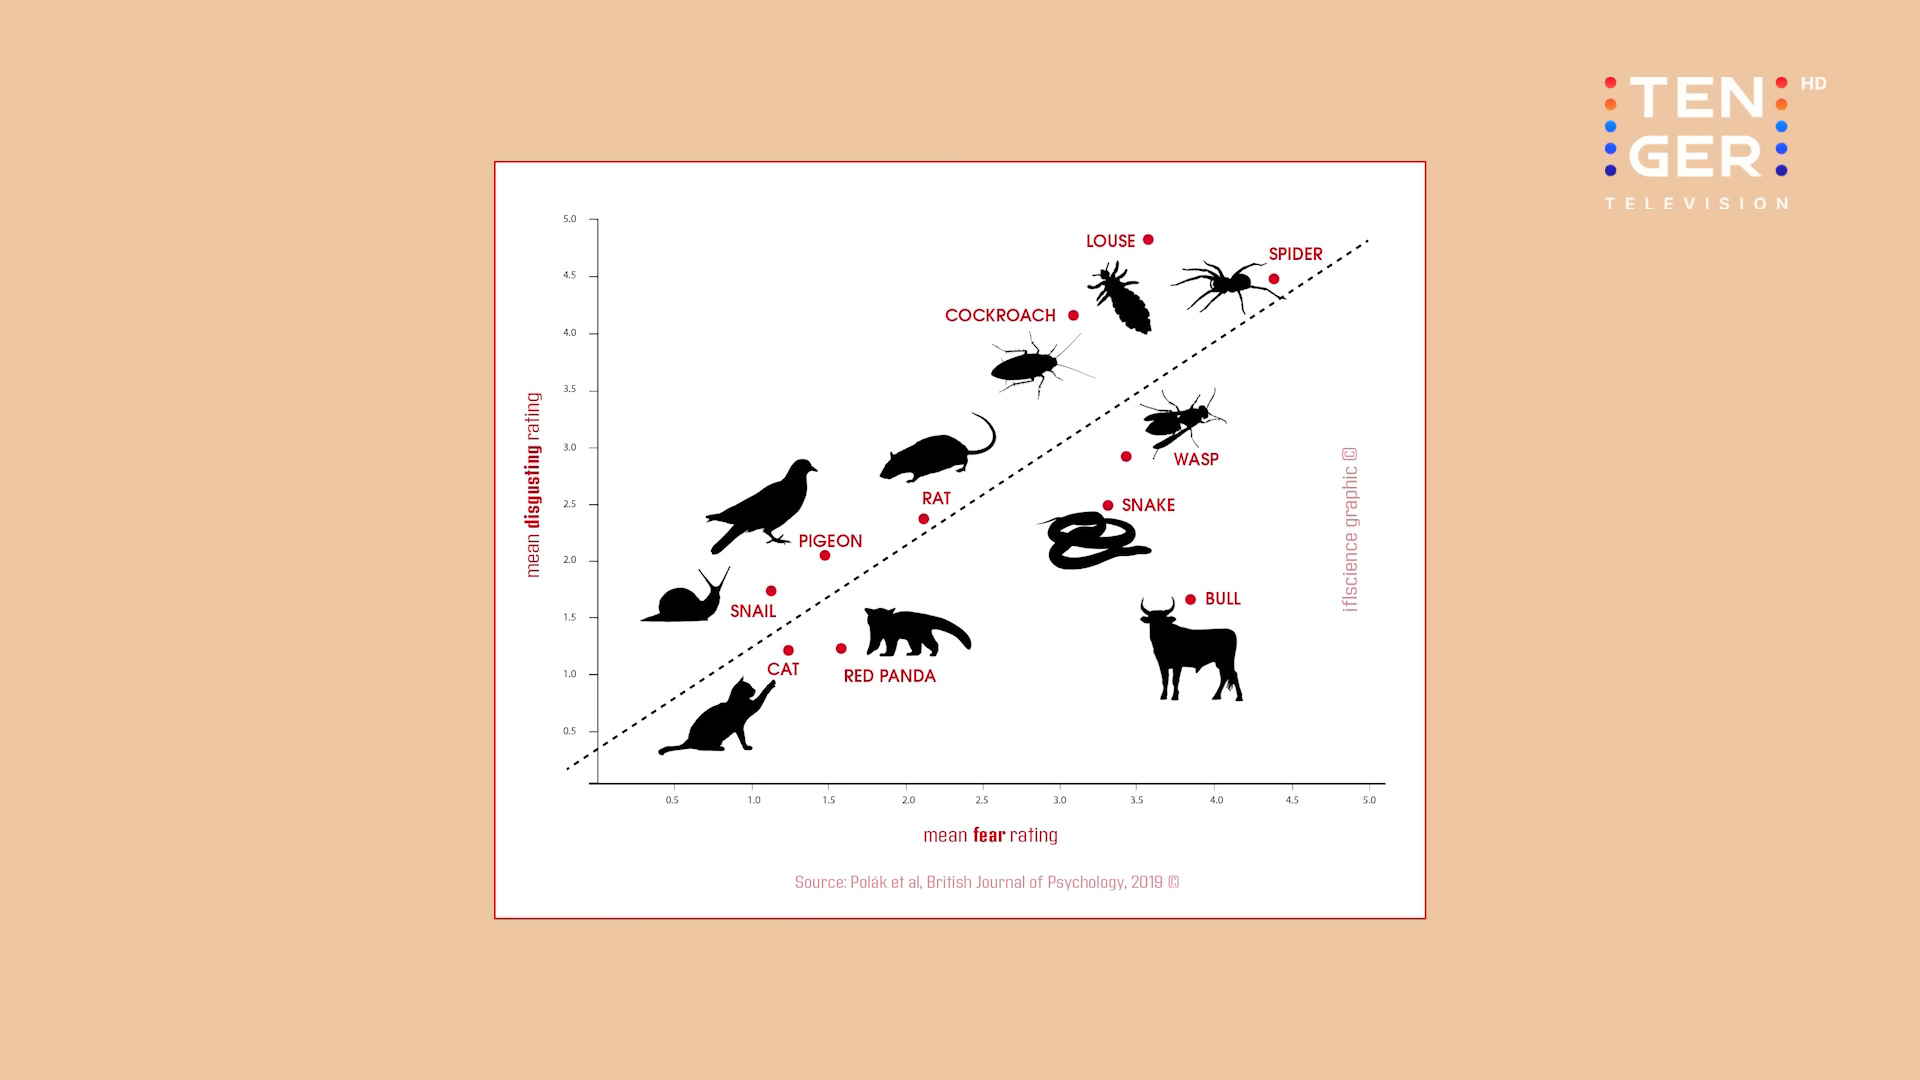 TEN
HD
GER
TELEVISION
5.0
4.5
4.0
3.5
3.0
2.5
2.0
1.5
1.0
0.5
mean disgusting rating
LOUSE
SPIDER
COCKROACH
WASP
RAT
SNAKE
PIGEON
SNAIL
BULL
CAT
RED PANDA
iflscience graphic ©
0.5
1.0
1.5
2.0
2.5
3.0
3.5
4.0
4.5
5.0
mean fear rating
Source: Polák et al, British Journal of Psychology, 2019 ©